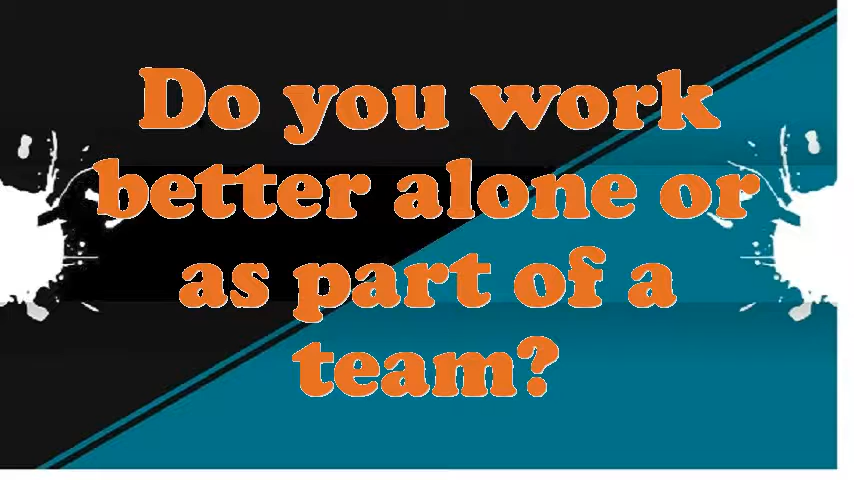 Do you work
better alone or
as part of a
team?